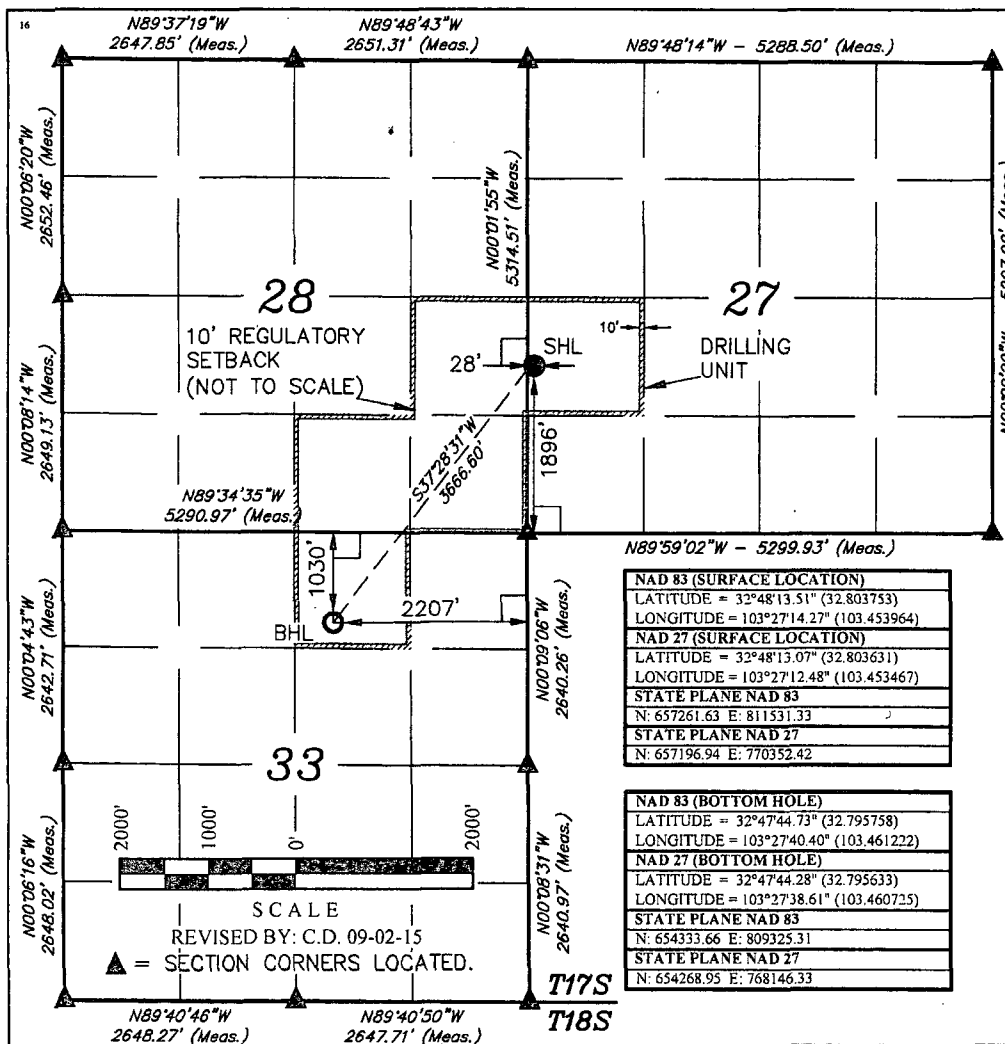 16
N89°37'19"W
2647.85' (Meas.)
N89°48'43"W
2651.31' (Meas.)
N89°48'14"W – 5288.50' (Meas.)
N00°06'20"W
2652.46' (Meas.)
N00°01'55"W
5314.51' (Meas.)
28
27
10' REGULATORY
SETBACK
(NOT TO SCALE)
10'
SHL
28'
DRILLING
UNIT
N00°08'14"W
2649.13' (Meas.)
S37°28'31"W
3666.60'
1896'
N89°34'35"W
5290.97' (Meas.)
N89°59'02"W – 5299.93' (Meas.)
1030'
2207'
BHL
N00°04'43"W
2642.71' (Meas.)
N00°09'06"W
2640.26' (Meas.)
NAD 83 (SURFACE LOCATION)
LATITUDE = 32°48'13.51" (32.803753)
LONGITUDE = 103°27'14.27" (103.453964)
NAD 27 (SURFACE LOCATION)
LATITUDE = 32°48'13.07" (32.803631)
LONGITUDE = 103°27'12.48" (103.453467)
STATE PLANE NAD 83
N: 657261.63 E: 811531.33
STATE PLANE NAD 27
N: 657196.94 E: 770352.42
33
NAD 83 (BOTTOM HOLE)
LATITUDE = 32°47'44.73" (32.795758)
LONGITUDE = 103°27'40.40" (103.461222)
NAD 27 (BOTTOM HOLE)
LATITUDE = 32°47'44.28" (32.795633)
LONGITUDE = 103°27'38.61" (103.460725)
STATE PLANE NAD 83
N: 654333.66 E: 809325.31
STATE PLANE NAD 27
N: 654268.95 E: 768146.33
2000'
1000'
0'
2000'
N00°06'16"W
2648.02' (Meas.)
N00°08'31"W
2640.97' (Meas.)
SCALE
REVISED BY: C.D. 09-02-15
▲ = SECTION CORNERS LOCATED.
T17S
T18S
N89°40'46"W
2648.27' (Meas.)
N89°40'50"W
2647.71' (Meas.)